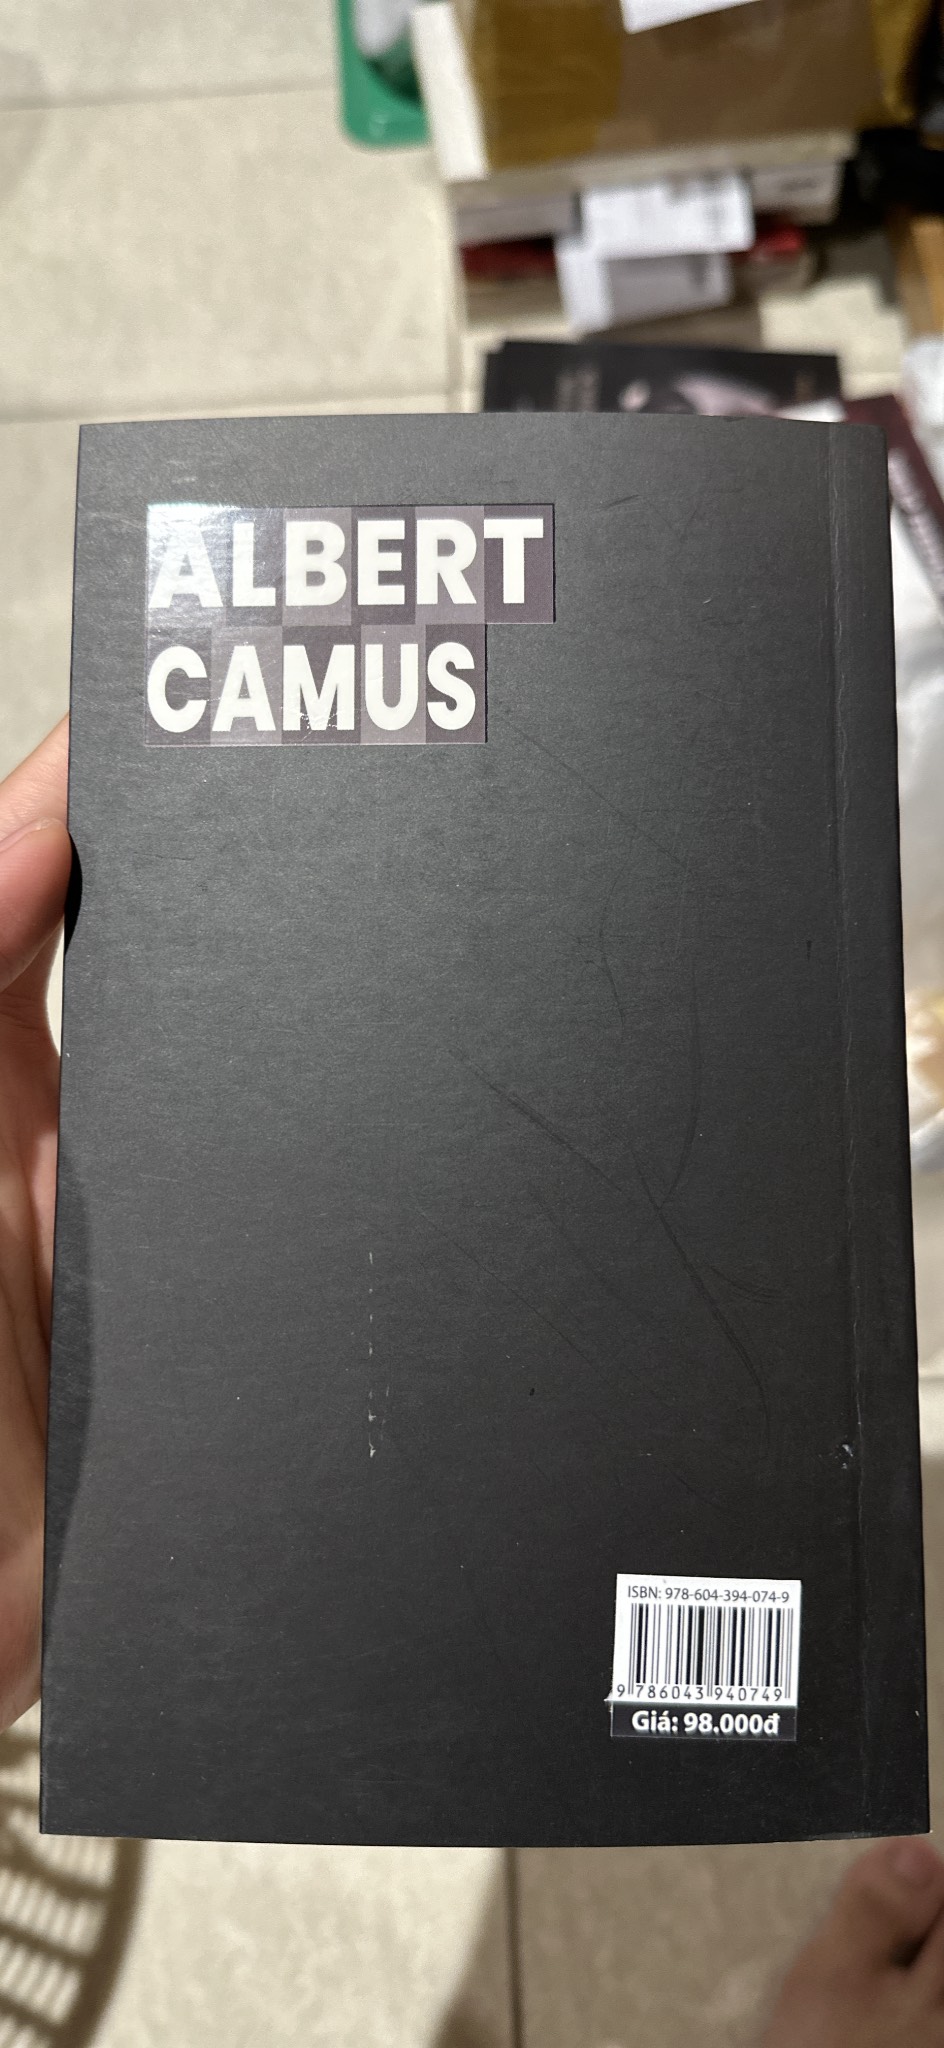 ALBERT
CAMUS
ISBN: 978-604-394-074-9
9 786043 940749
Giá: 98.000đ